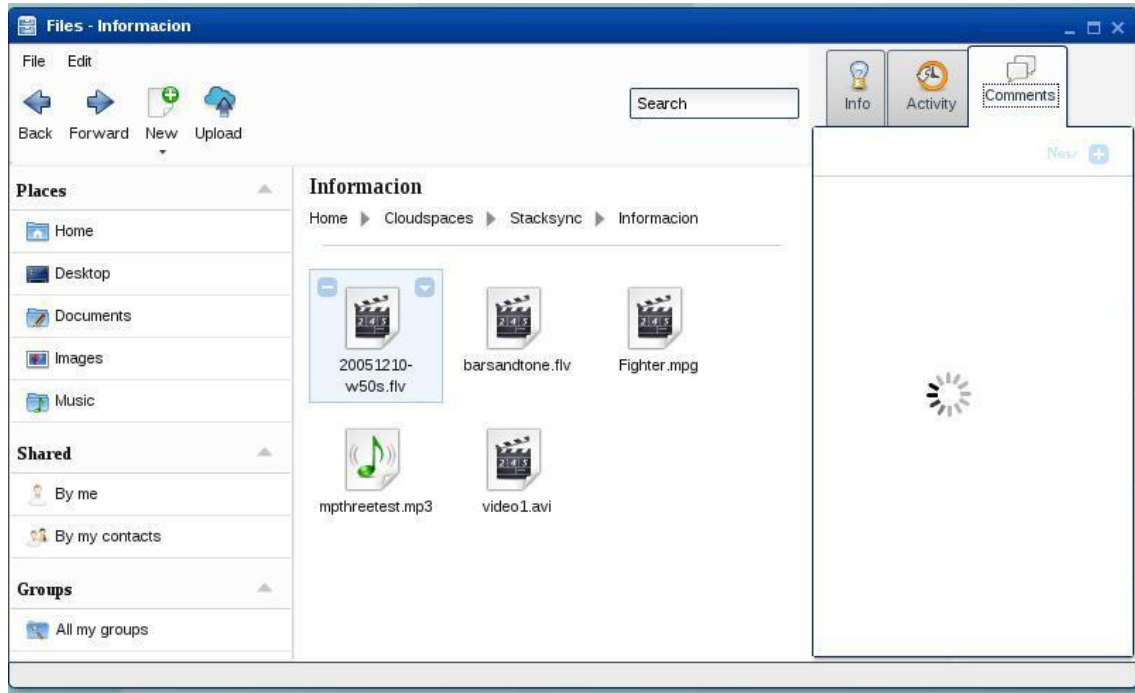 Files - Informacion
File Edit
Back Forward New Upload
Search
Info Activity Comments
New
Places
Home
Desktop
Documents
Images
Music
Shared
By me
By my contacts
Groups
All my groups
Informacion
Home Cloudspaces Stacksync Informacion
20051210-
w50s.flv
barsandtone.flv
Fighter.mpg
mpthreetest.mp3
video1.avi